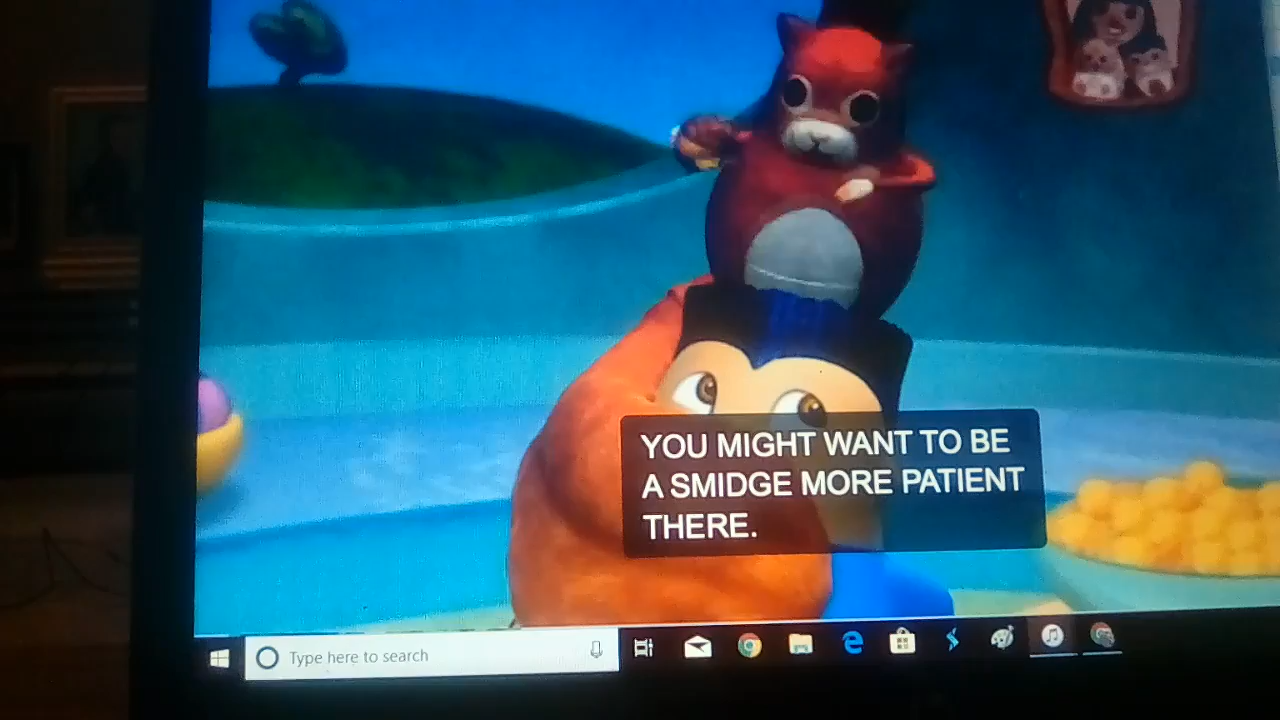 YOU MIGHT WANT TO BE
A SMIDGE MORE PATIENT
THERE.
Type here to search